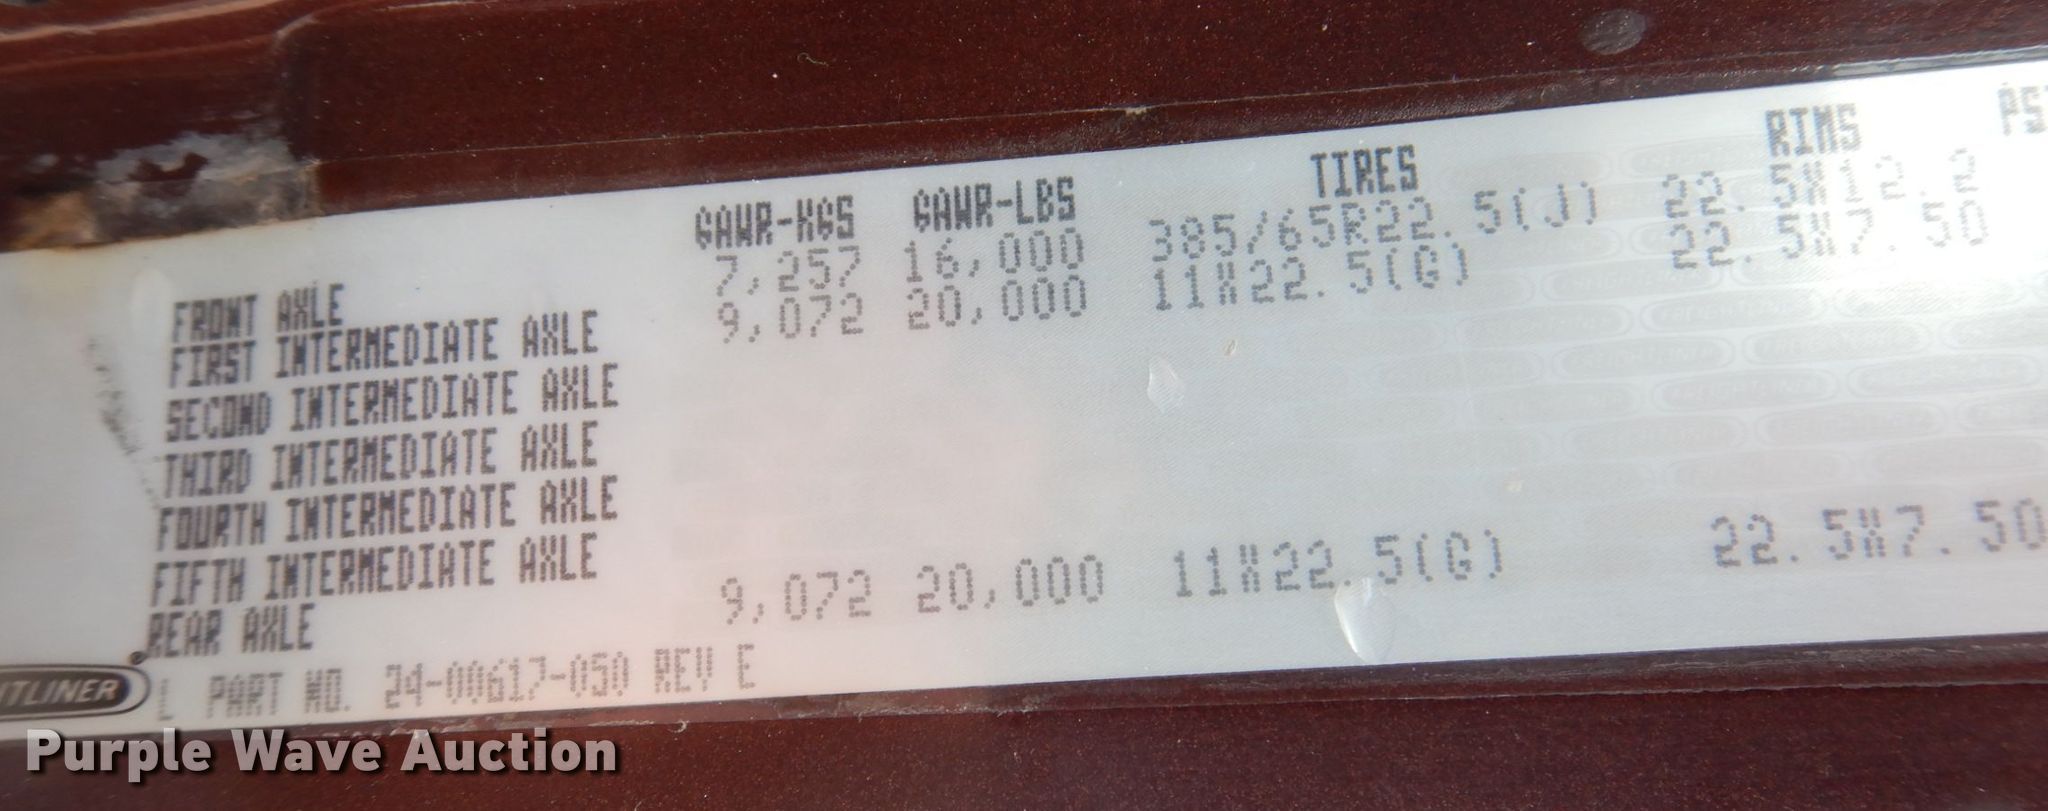 GAWR-KGS GAWR-LBS TIRES RIMS
FRONT AXLE 7,257 16,000 385/65R22.5(J) 22.5X12.2
FIRST INTERMEDIATE AXLE 9,072 20,000 11X22.5(G) 22.5X7.50
SECOND INTERMEDIATE AXLE
THIRD INTERMEDIATE AXLE
FOURTH INTERMEDIATE AXLE
FIFTH INTERMEDIATE AXLE
REAR AXLE 9,072 20,000 11X22.5(G) 22.5X7.50
TLINER PART NO. 24-00617-050 REV E
Purple Wave Auction